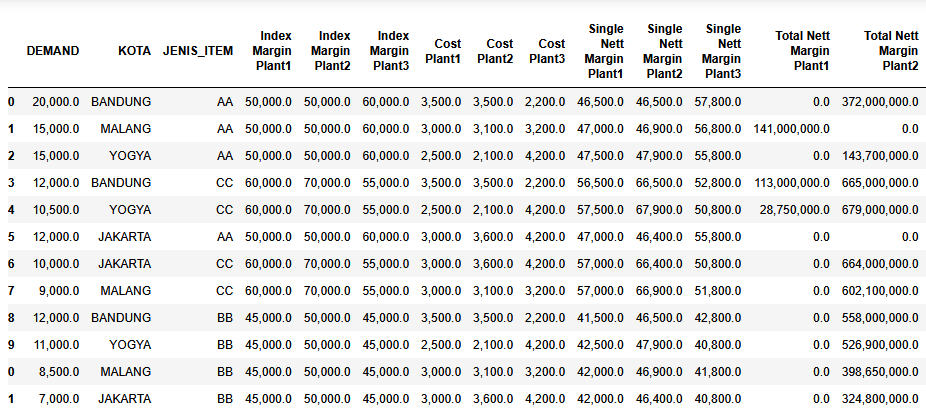 DEMAND KOTA JENIS_ITEM Index Margin Plant1 Index Margin Plant2 Index Margin Plant3 Cost Plant1 Cost Plant2 Cost Plant3 Single Nett Margin Plant1 Single Nett Margin Plant2 Single Nett Margin Plant3 Total Nett Margin Plant1 Total Nett Margin Plant2
0 20,000.0 BANDUNG AA 50,000.0 50,000.0 60,000.0 3,500.0 3,500.0 2,200.0 46,500.0 46,500.0 57,800.0 0.0 372,000,000.0
1 15,000.0 MALANG AA 50,000.0 50,000.0 60,000.0 3,000.0 3,100.0 3,200.0 47,000.0 46,900.0 56,800.0 141,000,000.0 0.0
2 15,000.0 YOGYA AA 50,000.0 50,000.0 60,000.0 2,500.0 2,100.0 4,200.0 47,500.0 47,900.0 55,800.0 0.0 143,700,000.0
3 12,000.0 BANDUNG CC 60,000.0 70,000.0 55,000.0 3,500.0 3,500.0 2,200.0 56,500.0 66,500.0 52,800.0 113,000,000.0 665,000,000.0
4 10,500.0 YOGYA CC 60,000.0 70,000.0 55,000.0 2,500.0 2,100.0 4,200.0 57,500.0 67,900.0 50,800.0 28,750,000.0 679,000,000.0
5 12,000.0 JAKARTA AA 50,000.0 50,000.0 60,000.0 3,000.0 3,600.0 4,200.0 47,000.0 46,400.0 55,800.0 0.0 0.0
6 10,000.0 JAKARTA CC 60,000.0 70,000.0 55,000.0 3,000.0 3,600.0 4,200.0 57,000.0 66,400.0 50,800.0 0.0 664,000,000.0
7 9,000.0 MALANG CC 60,000.0 70,000.0 55,000.0 3,000.0 3,100.0 3,200.0 57,000.0 66,900.0 51,800.0 0.0 602,100,000.0
8 12,000.0 BANDUNG BB 45,000.0 50,000.0 45,000.0 3,500.0 3,500.0 2,200.0 41,500.0 46,500.0 42,800.0 0.0 558,000,000.0
9 11,000.0 YOGYA BB 45,000.0 50,000.0 45,000.0 2,500.0 2,100.0 4,200.0 42,500.0 47,900.0 40,800.0 0.0 526,900,000.0
0 8,500.0 MALANG BB 45,000.0 50,000.0 45,000.0 3,000.0 3,100.0 3,200.0 42,000.0 46,900.0 41,800.0 0.0 398,650,000.0
1 7,000.0 JAKARTA BB 45,000.0 50,000.0 45,000.0 3,000.0 3,600.0 4,200.0 42,000.0 46,400.0 40,800.0 0.0 324,800,000.0